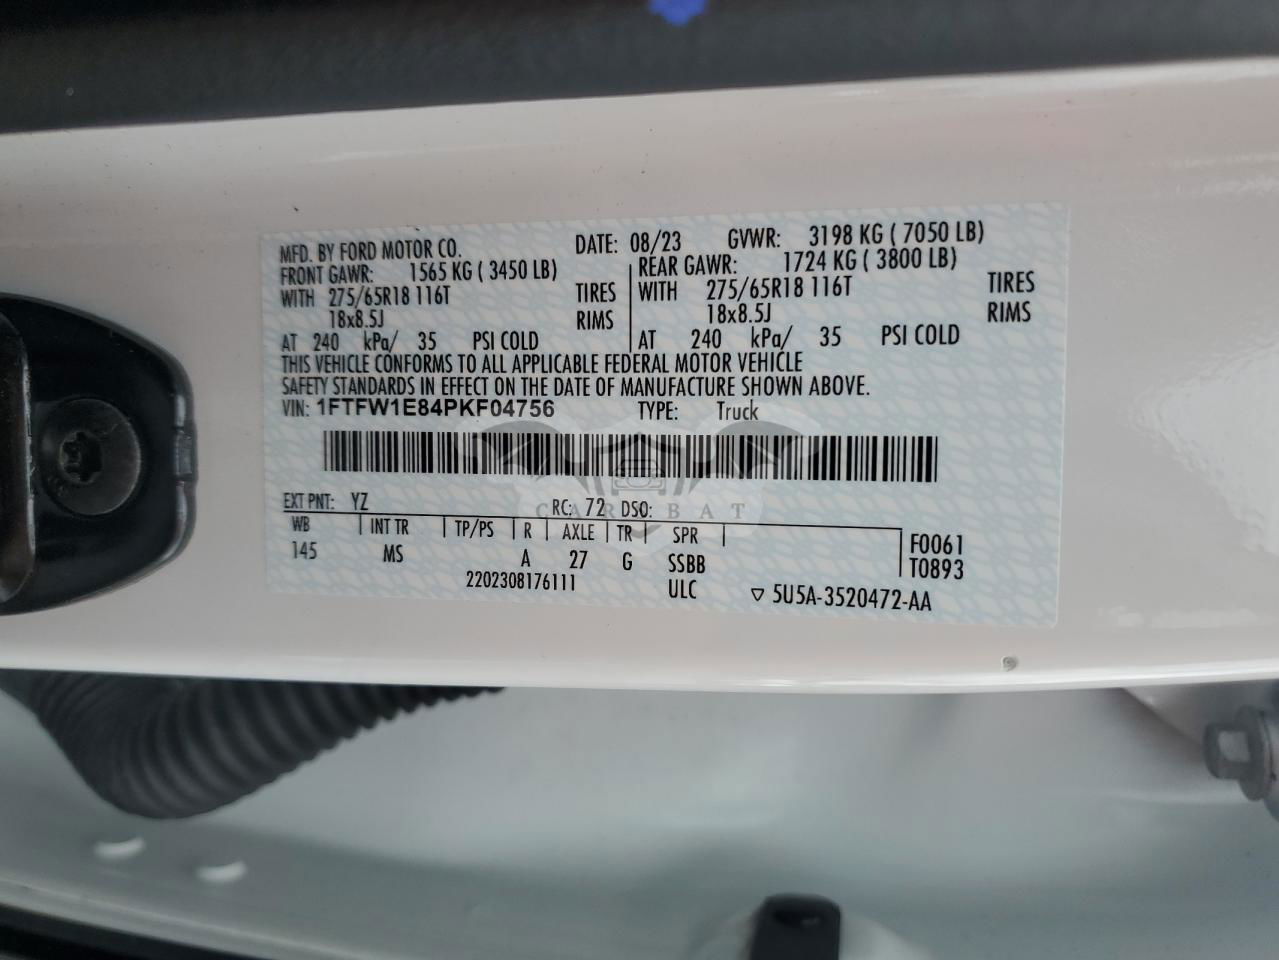 MFD. BY FORD MOTOR CO. DATE: 08/23 GVWR: 3198 KG ( 7050 LB)
FRONT GAWR: 1565 KG ( 3450 LB) REAR GAWR: 1724 KG ( 3800 LB)
WITH 275/65R18 116T TIRES WITH 275/65R18 116T TIRES
18x8.5J RIMS 18x8.5J RIMS
AT 240 kPa/ 35 PSI COLD AT 240 kPa/ 35 PSI COLD
THIS VEHICLE CONFORMS TO ALL APPLICABLE FEDERAL MOTOR VEHICLE
SAFETY STANDARDS IN EFFECT ON THE DATE OF MANUFACTURE SHOWN ABOVE.
VIN: 1FTFW1E84PKF04756 TYPE: Truck
EXT PNT: YZ RC: 72 DSO:
CAR BAT
WB INT TR TP/PS R AXLE TR SPR F0061
145 MS A 27 G SSBB T0893
2202308176111 ULC ▽ 5U5A-3520472-AA